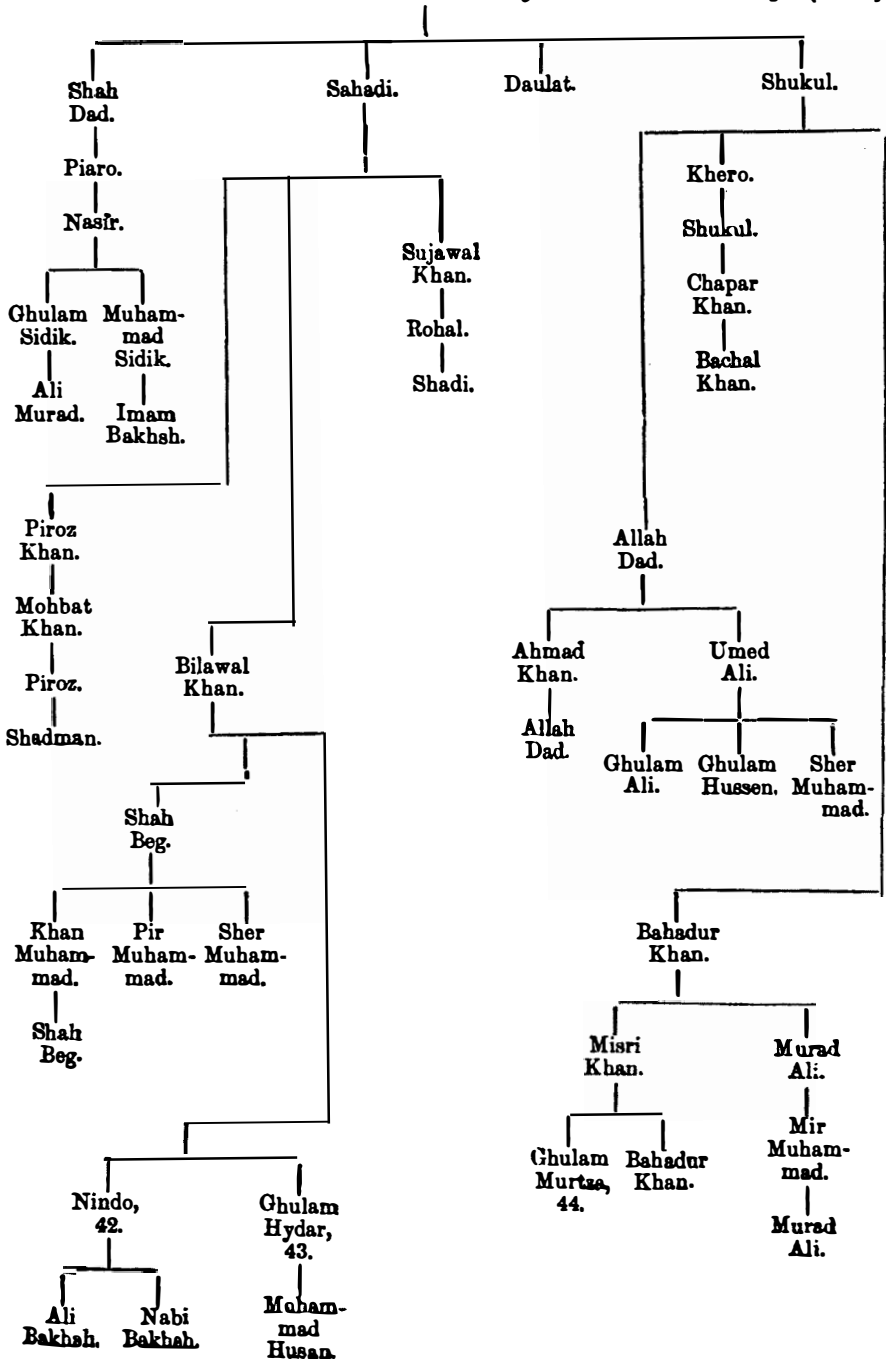 Shah
Dad.
Sahadi.
Daulat.
Shukul.
Piaro.
Nasir.
Ghulam
Sidik.
Muham-
mad
Sidik.
Ali
Murad.
Imam
Bakhsh.
Sujawal
Khan.
Rohal.
Shadi.
Khero.
Shukul.
Chapar
Khan.
Bachal
Khan.
Piroz
Khan.
Mohbat
Khan.
Piroz.
Shadman.
Bilawal
Khan.
Allah
Dad.
Ahmad
Khan.
Umed
Ali.
Allah
Dad.
Ghulam
Ali.
Ghulam
Hussen.
Sher
Muham-
mad.
Shah
Beg.
Khan
Muham-
mad.
Pir
Muham-
mad.
Sher
Muham-
mad.
Shah
Beg.
Bahadur
Khan.
Misri
Khan.
Murad
Ali.
Ghulam
Murtza,
44.
Bahadur
Khan.
Mir
Muham-
mad.
Murad
Ali.
Nindo,
42.
Ghulam
Hydar,
43.
Ali
Bakhsh.
Nabi
Bakhsh.
Moham-
mad
Husan.